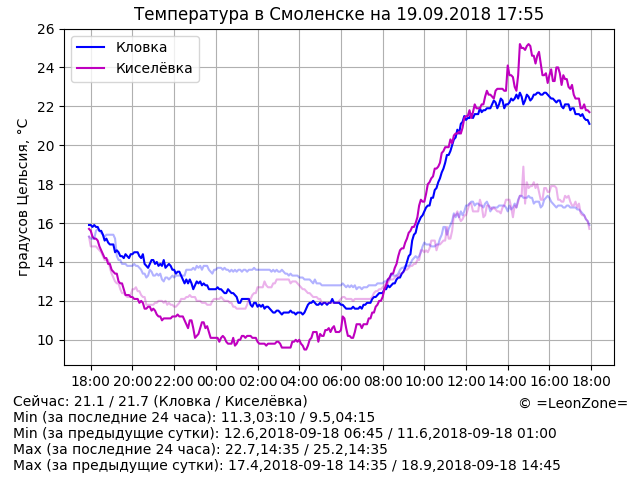 Температура в Смоленске на 19.09.2018 17:55
градусов Цельсия, °C
26
24
22
20
18
16
14
12
10
Кловка
Киселёвка
18:00 20:00 22:00 00:00 02:00 04:00 06:00 08:00 10:00 12:00 14:00 16:00 18:00
Сейчас: 21.1 / 21.7 (Кловка / Киселёвка)
© =LeonZone=
Min (за последние 24 часа): 11.3,03:10 / 9.5,04:15
Min (за предыдущие сутки): 12.6,2018-09-18 06:45 / 11.6,2018-09-18 01:00
Max (за последние 24 часа): 22.7,14:35 / 25.2,14:35
Max (за предыдущие сутки): 17.4,2018-09-18 14:35 / 18.9,2018-09-18 14:45